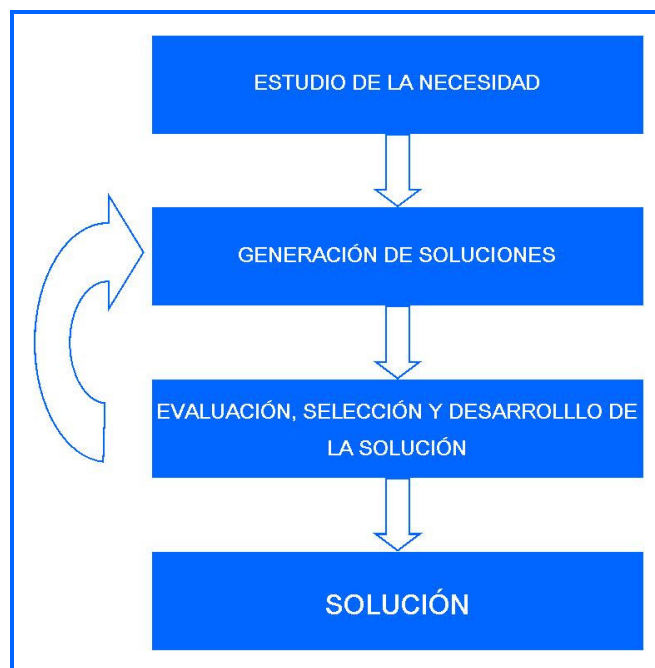 ESTUDIO DE LA NECESIDAD
GENERACIÓN DE SOLUCIONES
EVALUACIÓN, SELECCIÓN Y DESARROLLLO DE
LA SOLUCIÓN
SOLUCIÓN